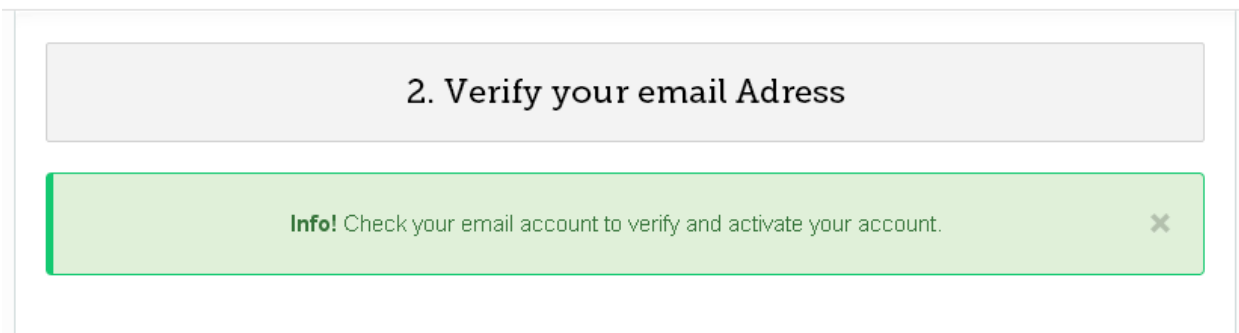 2. Verify your email Adress
Info! Check your email account to verify and activate your account.